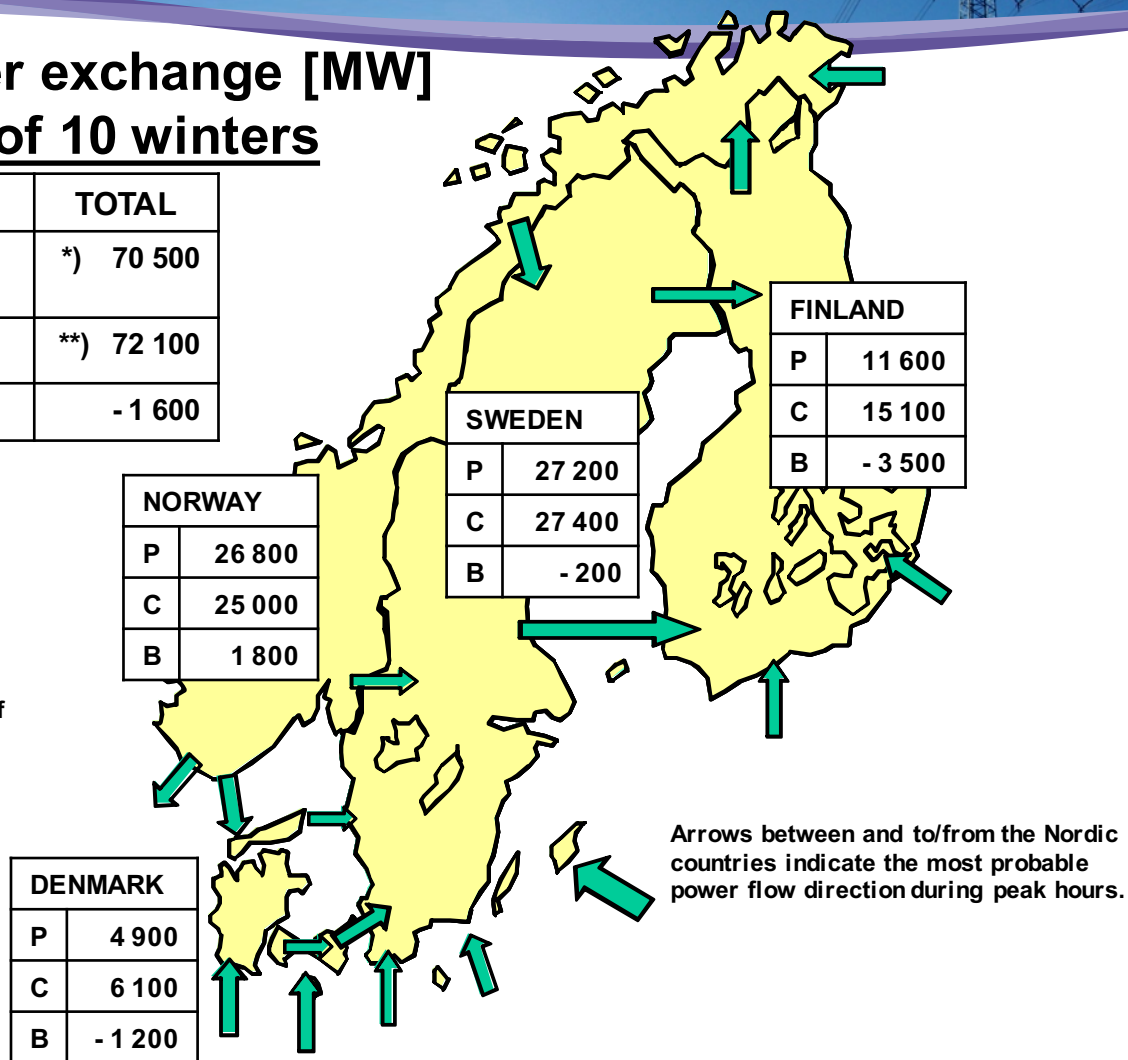 er exchange [MW]
of 10 winters
TOTAL
*) 70 500
**) 72 100
- 1 600
FINLAND
P 11 600
C 15 100
B - 3 500
SWEDEN
P 27 200
C 27 400
B - 200
NORWAY
P 26 800
C 25 000
B 1 800
f
Arrows between and to/from the Nordic
countries indicate the most probable
power flow direction during peak hours.
DENMARK
P 4 900
C 6 100
B - 1 200